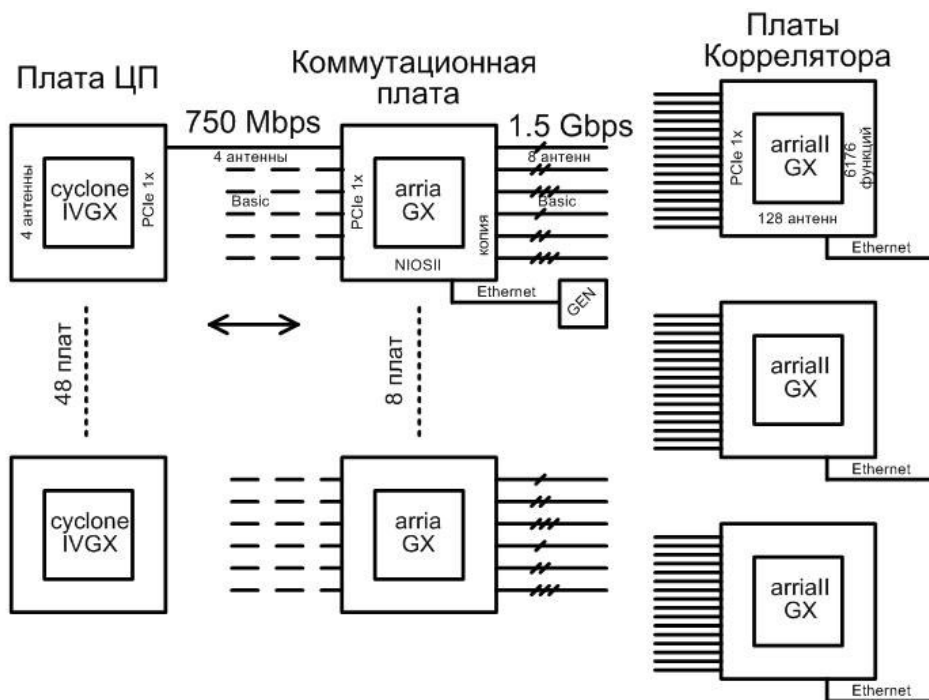 Плата ЦП
Коммутационная
плата
Платы
Коррелятора
750 Mbps
1.5 Gbps
4 антенны
cyclone
IVGX
PCIe 1x
4 антенны
Basic
PCIe 1x
arria
GX
NIOSII
копия
8 антенн
Basic
Ethernet
GEN
PCIe 1x
arriaII
GX
6176
функций
128 антенн
Ethernet
48 плат
8 плат
arriaII
GX
Ethernet
cyclone
IVGX
arria
GX
arriaII
GX
Ethernet